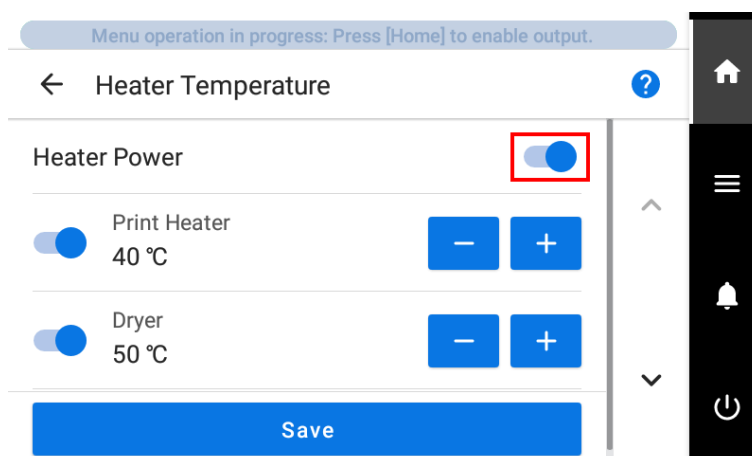 Menu operation in progress: Press [Home] to enable output.
Heater Temperature
?
Heater Power
Print Heater
40 ℃
Dryer
50 ℃
Save